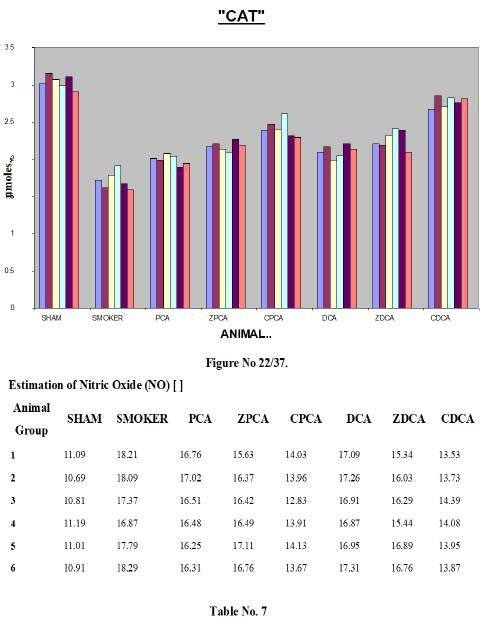 "CAT"
3.5
3
2.5
2
1.5
1
0.5
0
µmoles..
SHAM SMOKER PCA ZPCA CPCA DCA ZDCA CDCA
ANIMAL..
Figure No 22/37.
Estimation of Nitric Oxide (NO) [ ]
Animal Group SHAM SMOKER PCA ZPCA CPCA DCA ZDCA CDCA
1 11.09 18.21 16.76 15.63 14.03 17.09 15.34 13.53
2 10.69 18.09 17.02 16.37 13.96 17.26 16.03 13.73
3 10.81 17.37 16.51 16.42 12.83 16.91 16.29 14.39
4 11.19 16.87 16.48 16.49 13.91 16.87 15.44 14.08
5 11.01 17.79 16.25 17.11 14.13 16.95 16.89 13.95
6 10.91 18.29 16.31 16.76 13.67 17.31 16.76 13.87
Table No. 7